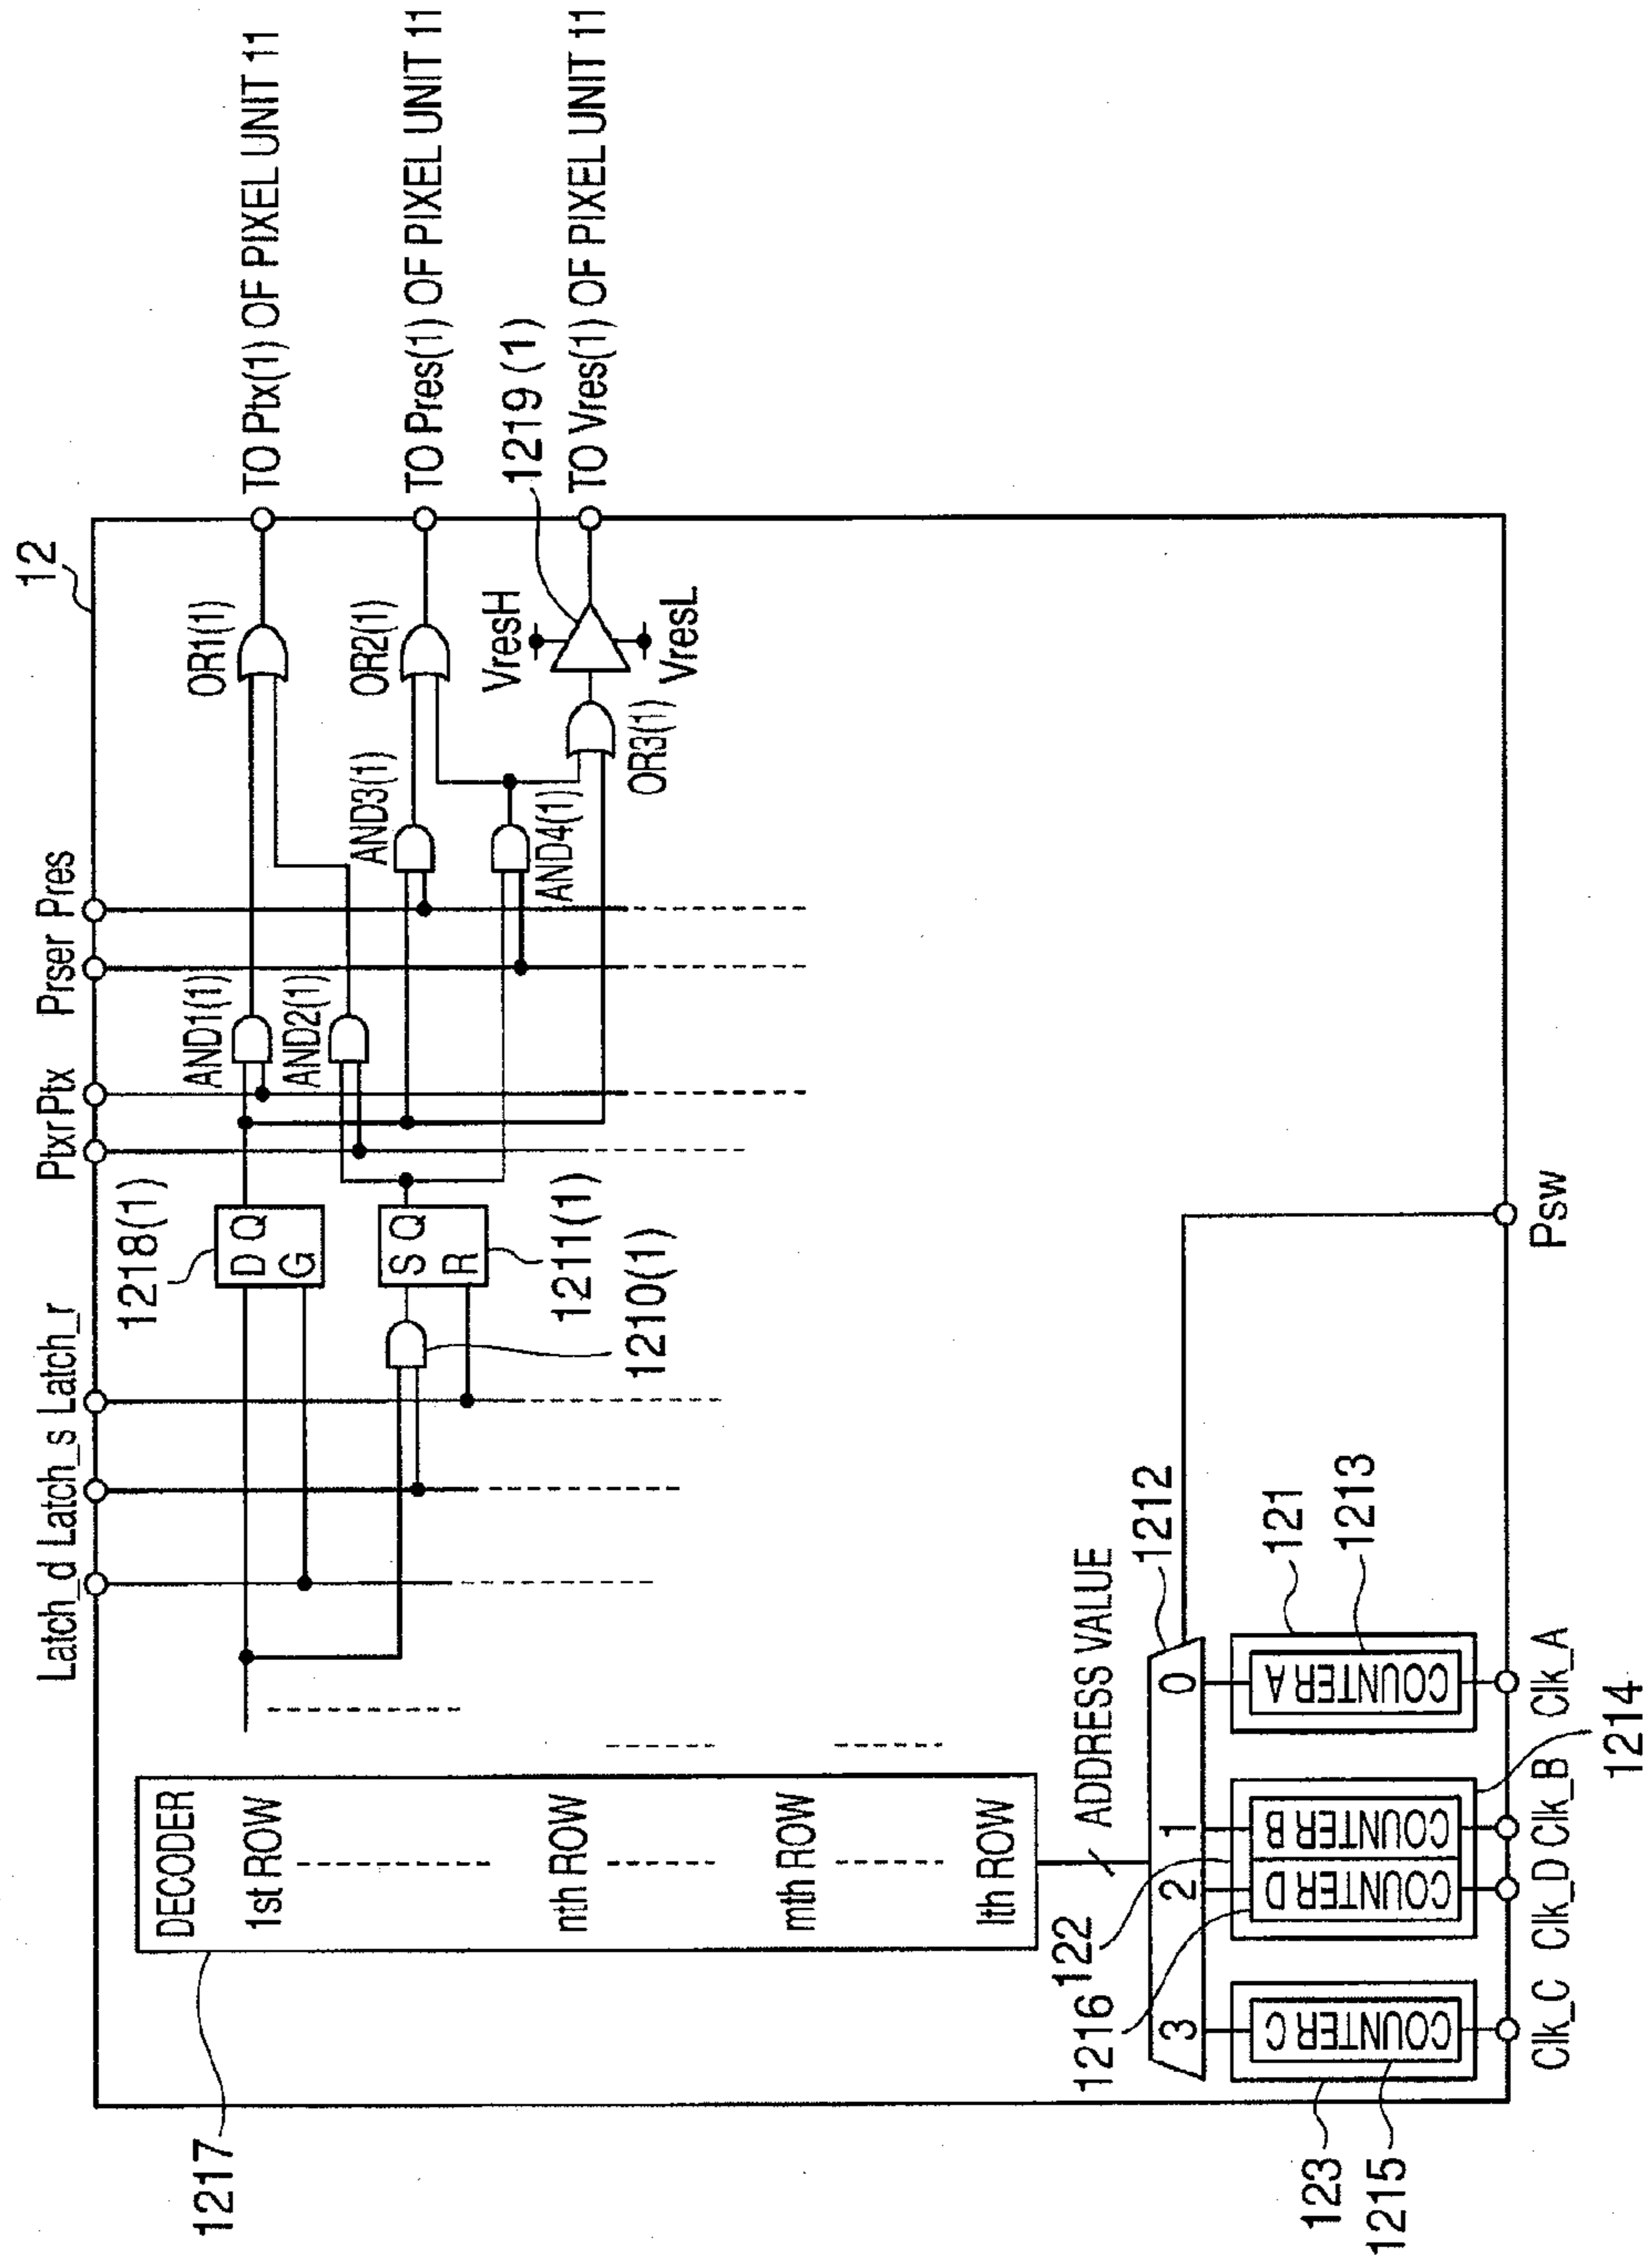 12
Latch_d
Latch_s
Latch_r
Ptxr
Ptx
Prser
Pres
1217
DECODER
1st ROW
nth ROW
mth ROW
lth ROW
1218(1)
D Q
G
S Q
R
1211(1)
1210(1)
AND1(1)
AND2(1)
AND3(1)
AND4(1)
OR1(1)
OR2(1)
OR3(1)
VresH
VresL
1219 (1)
TO Ptx(1) OF PIXEL UNIT 11
TO Pres(1) OF PIXEL UNIT 11
TO Vres(1) OF PIXEL UNIT 11
ADDRESS VALUE
1212
3
2
1
0
1216
122
121
1213
COUNTER C
COUNTER D
COUNTER B
COUNTER A
123
1215
1214
Clk_C
Clk_D
Clk_B
Clk_A
Psw